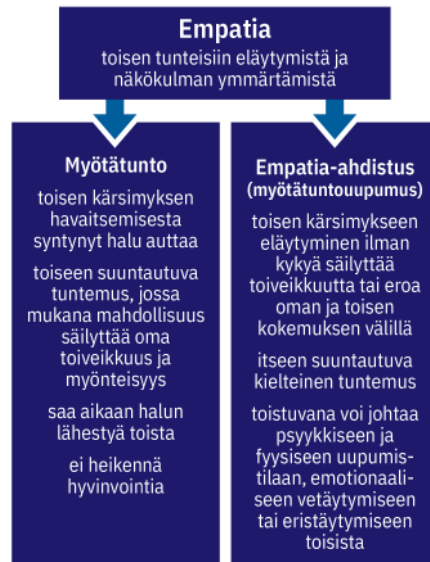 Empatia
toisen tunteisiin eläytymistä ja
näkökulman ymmärtämistä
Myötätunto
toisen kärsimyksen
havaitsemisesta
syntynyt halu auttaa
toiseen suuntautuva
tuntemus, jossa
mukana mahdollisuus
säilyttää oma
toiveikkuus ja
myönteisyys
saa aikaan halun
lähestyä toista
ei heikennä
hyvinvointia
Empatia-ahdistus
(myötätuntouupumus)
toisen kärsimykseen
eläytyminen ilman
kykyä säilyttää
toiveikkuutta tai eroa
oman ja toisen
kokemuksen välillä
itseen suuntautuva
kielteinen tuntemus
toistuvana voi johtaa
psyykkiseen ja
fyysiseen uupumis-
tilaan, emotionaali-
seen vetäytymiseen
tai eristäytymiseen
toisista